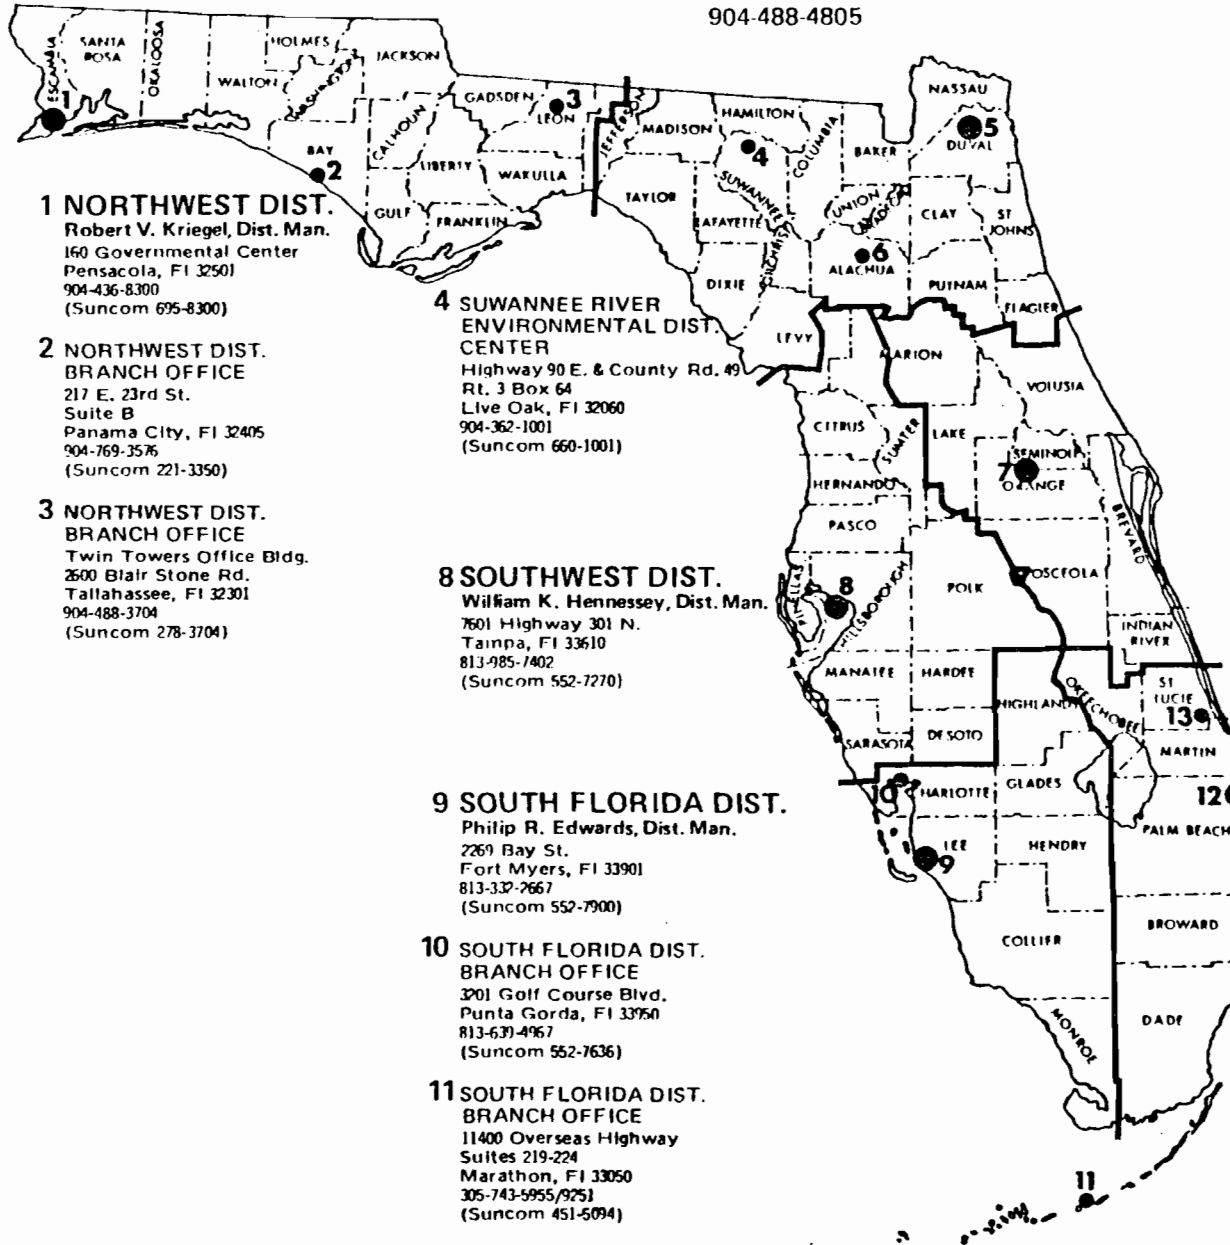 904-488-4805
ESCAMBIA
SANTA
ROSA
OKALOOSA
WALTON
HOLMES
WASHINGTON
JACKSON
BAY
CALHOUN
GULF
LIBERTY
GADSDEN
LEON
WAKULLA
FRANKLIN
JEFFERSON
MADISON
TAYLOR
HAMILTON
SUWANNEE
LAFAYETTE
DIXIE
GILCHRIST
COLUMBIA
BAKER
UNION
NASSAU
DUVAL
CLAY
ST
JOHNS
ALACHUA
PUTNAM
FLAGLER
LEVY
MARION
VOLUSIA
CITRUS
SUMTER
LAKE
SEMINOLE
ORANGE
HERNANDO
PASCO
BREVARD
PINELLAS
HILLSBOROUGH
POLK
OSCEOLA
INDIAN
RIVER
MANATEE
HARDEE
HIGHLAND
OKEECHOBEE
ST
LUCIE
SARASOTA
DESOTO
MARTIN
HARLOTTE
GLADES
PALM BEACH
LEE
HENDRY
COLLIER
BROWARD
MONROE
DADE
1
2
3
4
5
6
7
8
9
10
11
12
13
1 NORTHWEST DIST.
Robert V. Kriegel, Dist. Man.
160 Governmental Center
Pensacola, Fl 32501
904-436-8300
(Suncom 695-8300)
2 NORTHWEST DIST.
BRANCH OFFICE
217 E. 23rd St.
Suite B
Panama City, Fl 32405
904-769-3576
(Suncom 221-3350)
3 NORTHWEST DIST.
BRANCH OFFICE
Twin Towers Office Bldg.
2600 Blair Stone Rd.
Tallahassee, Fl 32301
904-488-3704
(Suncom 278-3704)
4 SUWANNEE RIVER
ENVIRONMENTAL DIST.
CENTER
Highway 90 E. & County Rd. 49
Rt. 3 Box 64
Live Oak, Fl 32060
904-362-1001
(Suncom 660-1001)
8 SOUTHWEST DIST.
William K. Hennessey, Dist. Man.
7601 Highway 301 N.
Tampa, Fl 33610
813-985-7402
(Suncom 552-7270)
9 SOUTH FLORIDA DIST.
Philip R. Edwards, Dist. Man.
2269 Bay St.
Fort Myers, Fl 33901
813-332-2667
(Suncom 552-7900)
10 SOUTH FLORIDA DIST.
BRANCH OFFICE
3201 Golf Course Blvd.
Punta Gorda, Fl 33950
813-639-4967
(Suncom 552-7636)
11 SOUTH FLORIDA DIST.
BRANCH OFFICE
11400 Overseas Highway
Suites 219-224
Marathon, Fl 33050
305-743-5955/9251
(Suncom 451-5094)